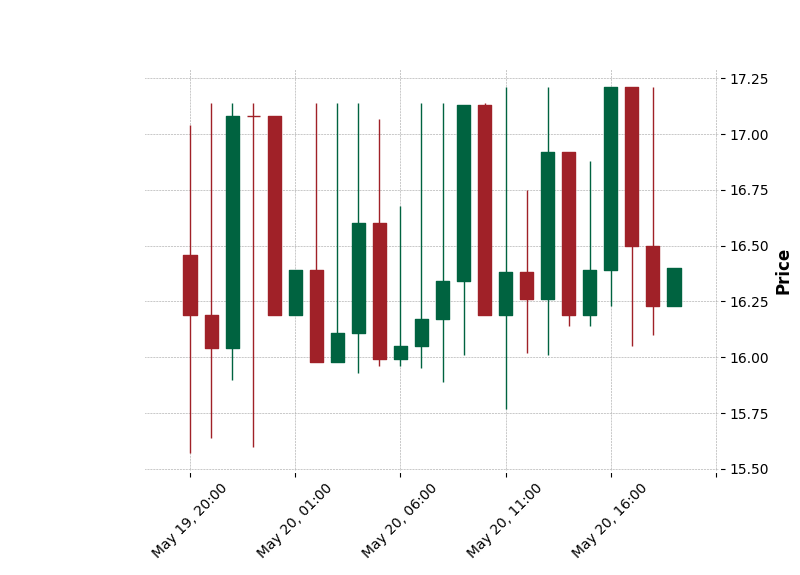 17.25
17.00
16.75
16.50
16.25
16.00
15.75
15.50
Price
May 19, 20:00
May 20, 01:00
May 20, 06:00
May 20, 11:00
May 20, 16:00